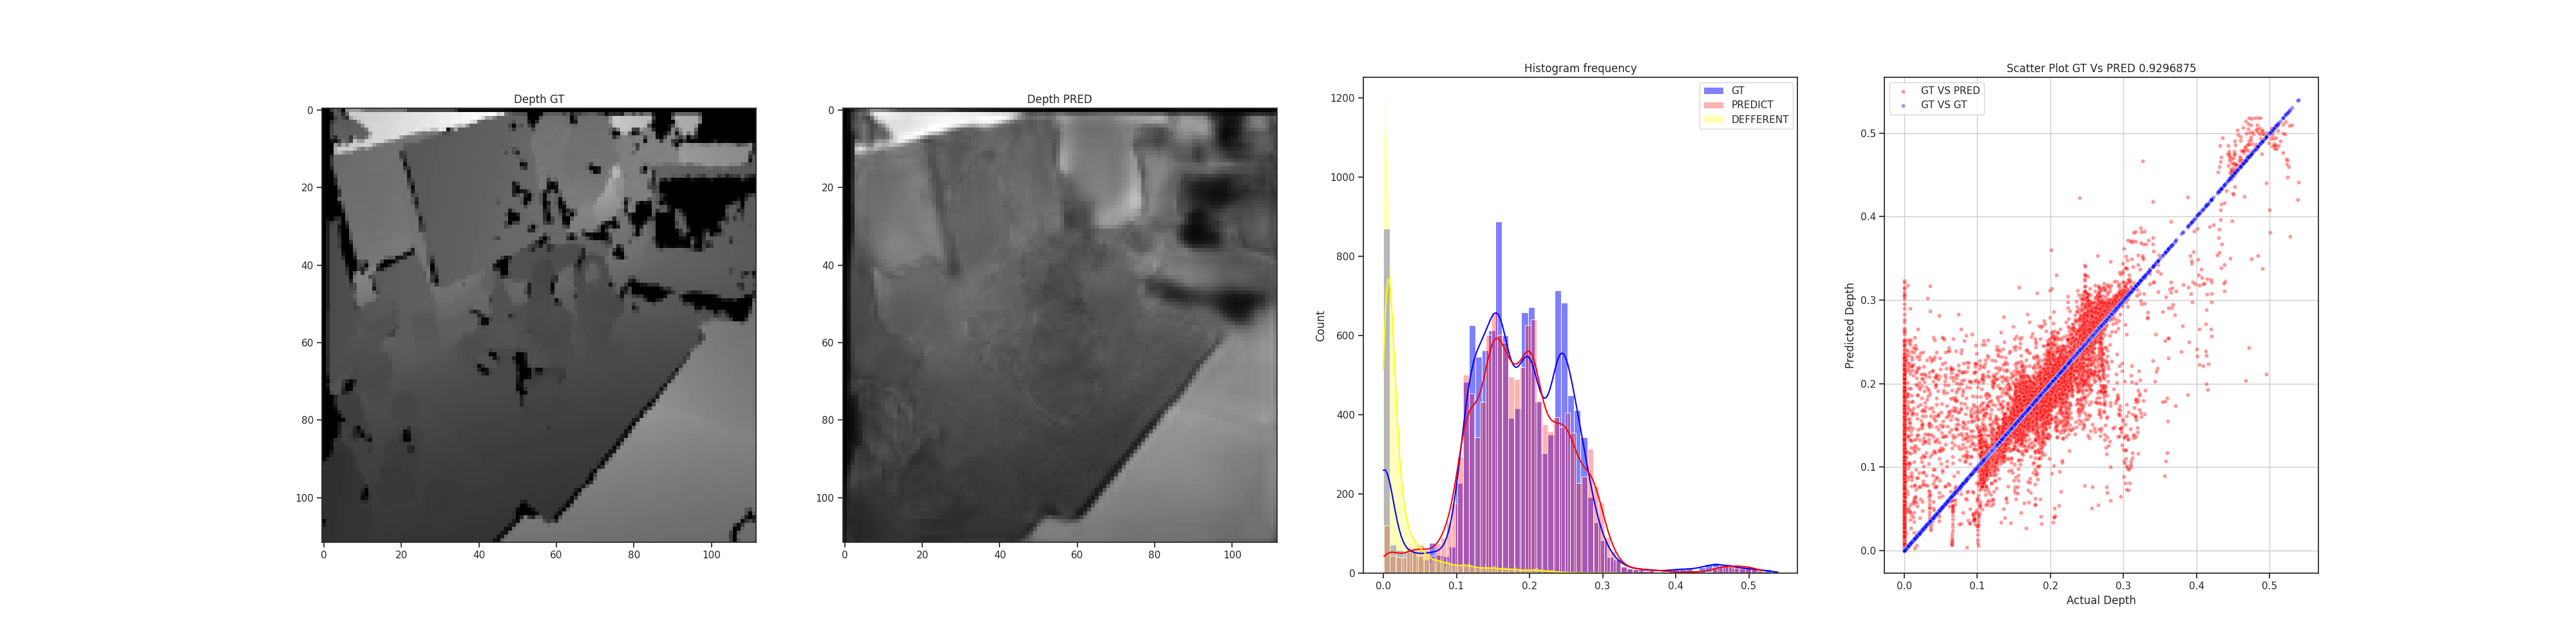 Depth GT
0
20
40
60
80
100
0 20 40 60 80 100
Depth PRED
0
20
40
60
80
100
0 20 40 60 80 100
Histogram frequency
GT
PREDICT
DEFFERENT
Count
1200
1000
800
600
400
200
0
0.0 0.1 0.2 0.3 0.4 0.5
Scatter Plot GT Vs PRED 0.9296875
GT VS PRED
GT VS GT
Predicted Depth
0.5
0.4
0.3
0.2
0.1
0.0
0.0 0.1 0.2 0.3 0.4 0.5
Actual Depth